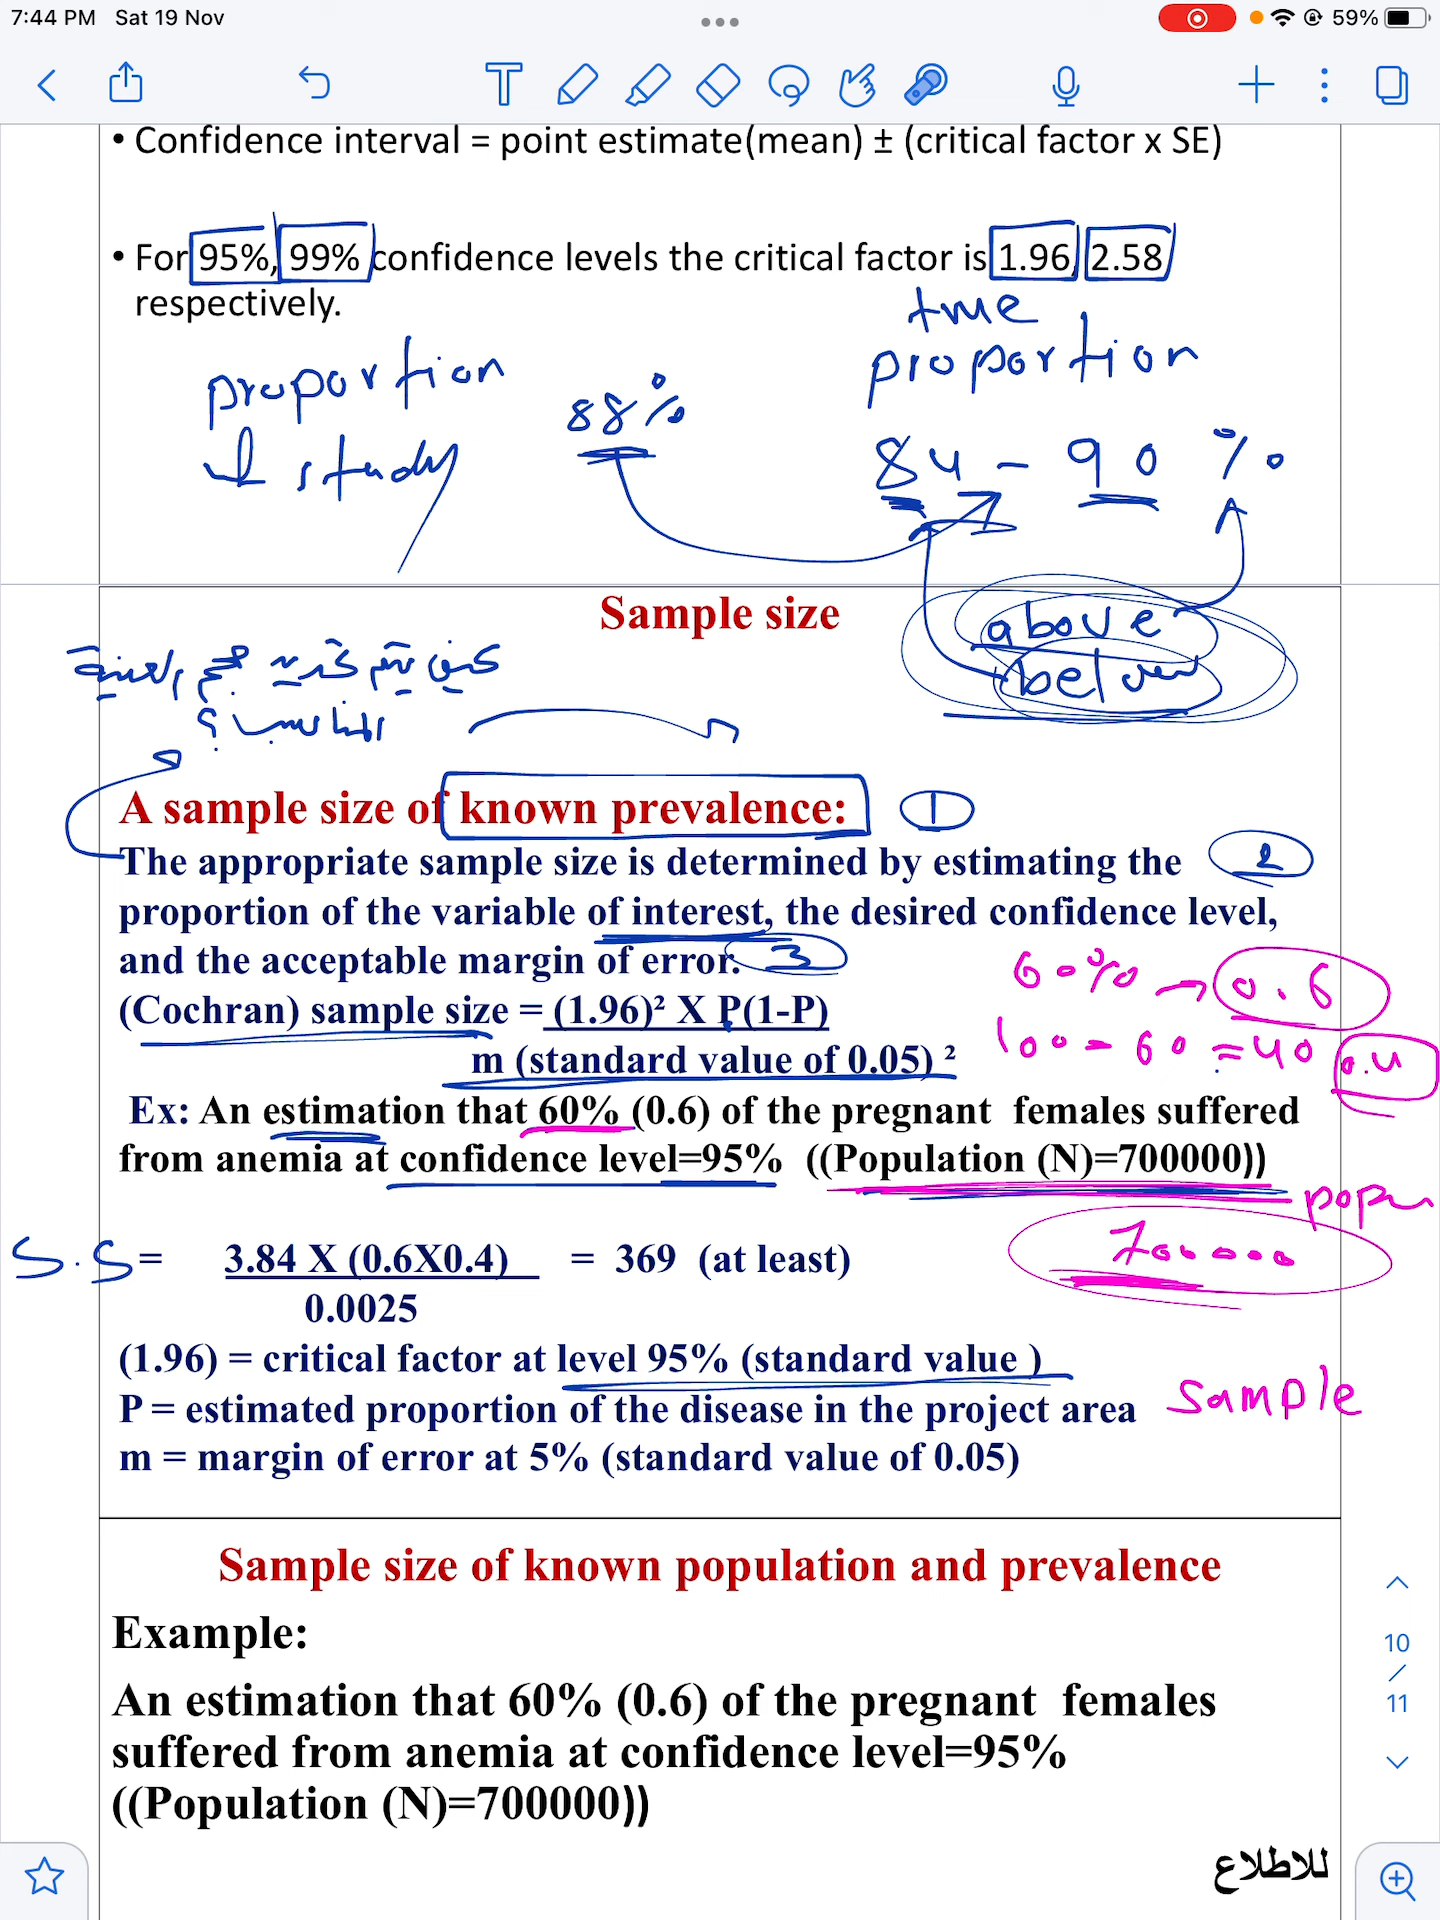 7:44 PM Sat 19 Nov
59%
• Confidence interval = point estimate(mean) ± (critical factor x SE)
• For 95%, 99% confidence levels the critical factor is 1.96, 2.58
respectively.
true
proportion
proportion
88%
study
84 - 90 %
Sample size
above
below
كيف يتم تحديد حجم العينة
المناسب ؟
A sample size of known prevalence:
1
The appropriate sample size is determined by estimating the
2
proportion of the variable of interest, the desired confidence level,
and the acceptable margin of error.
3
60% → 0.6
(Cochran) sample size = (1.96)² X P(1-P)
100 - 60 = 40 0.4
m (standard value of 0.05) ²
Ex: An estimation that 60% (0.6) of the pregnant females suffered
from anemia at confidence level=95% ((Population (N)=700000))
popu
700000
S.S = 3.84 X (0.6X0.4) = 369 (at least)
0.0025
(1.96) = critical factor at level 95% (standard value )
P = estimated proportion of the disease in the project area
sample
m = margin of error at 5% (standard value of 0.05)
Sample size of known population and prevalence
Example:
An estimation that 60% (0.6) of the pregnant females
suffered from anemia at confidence level=95%
((Population (N)=700000))
للاطلاع
10
/
11